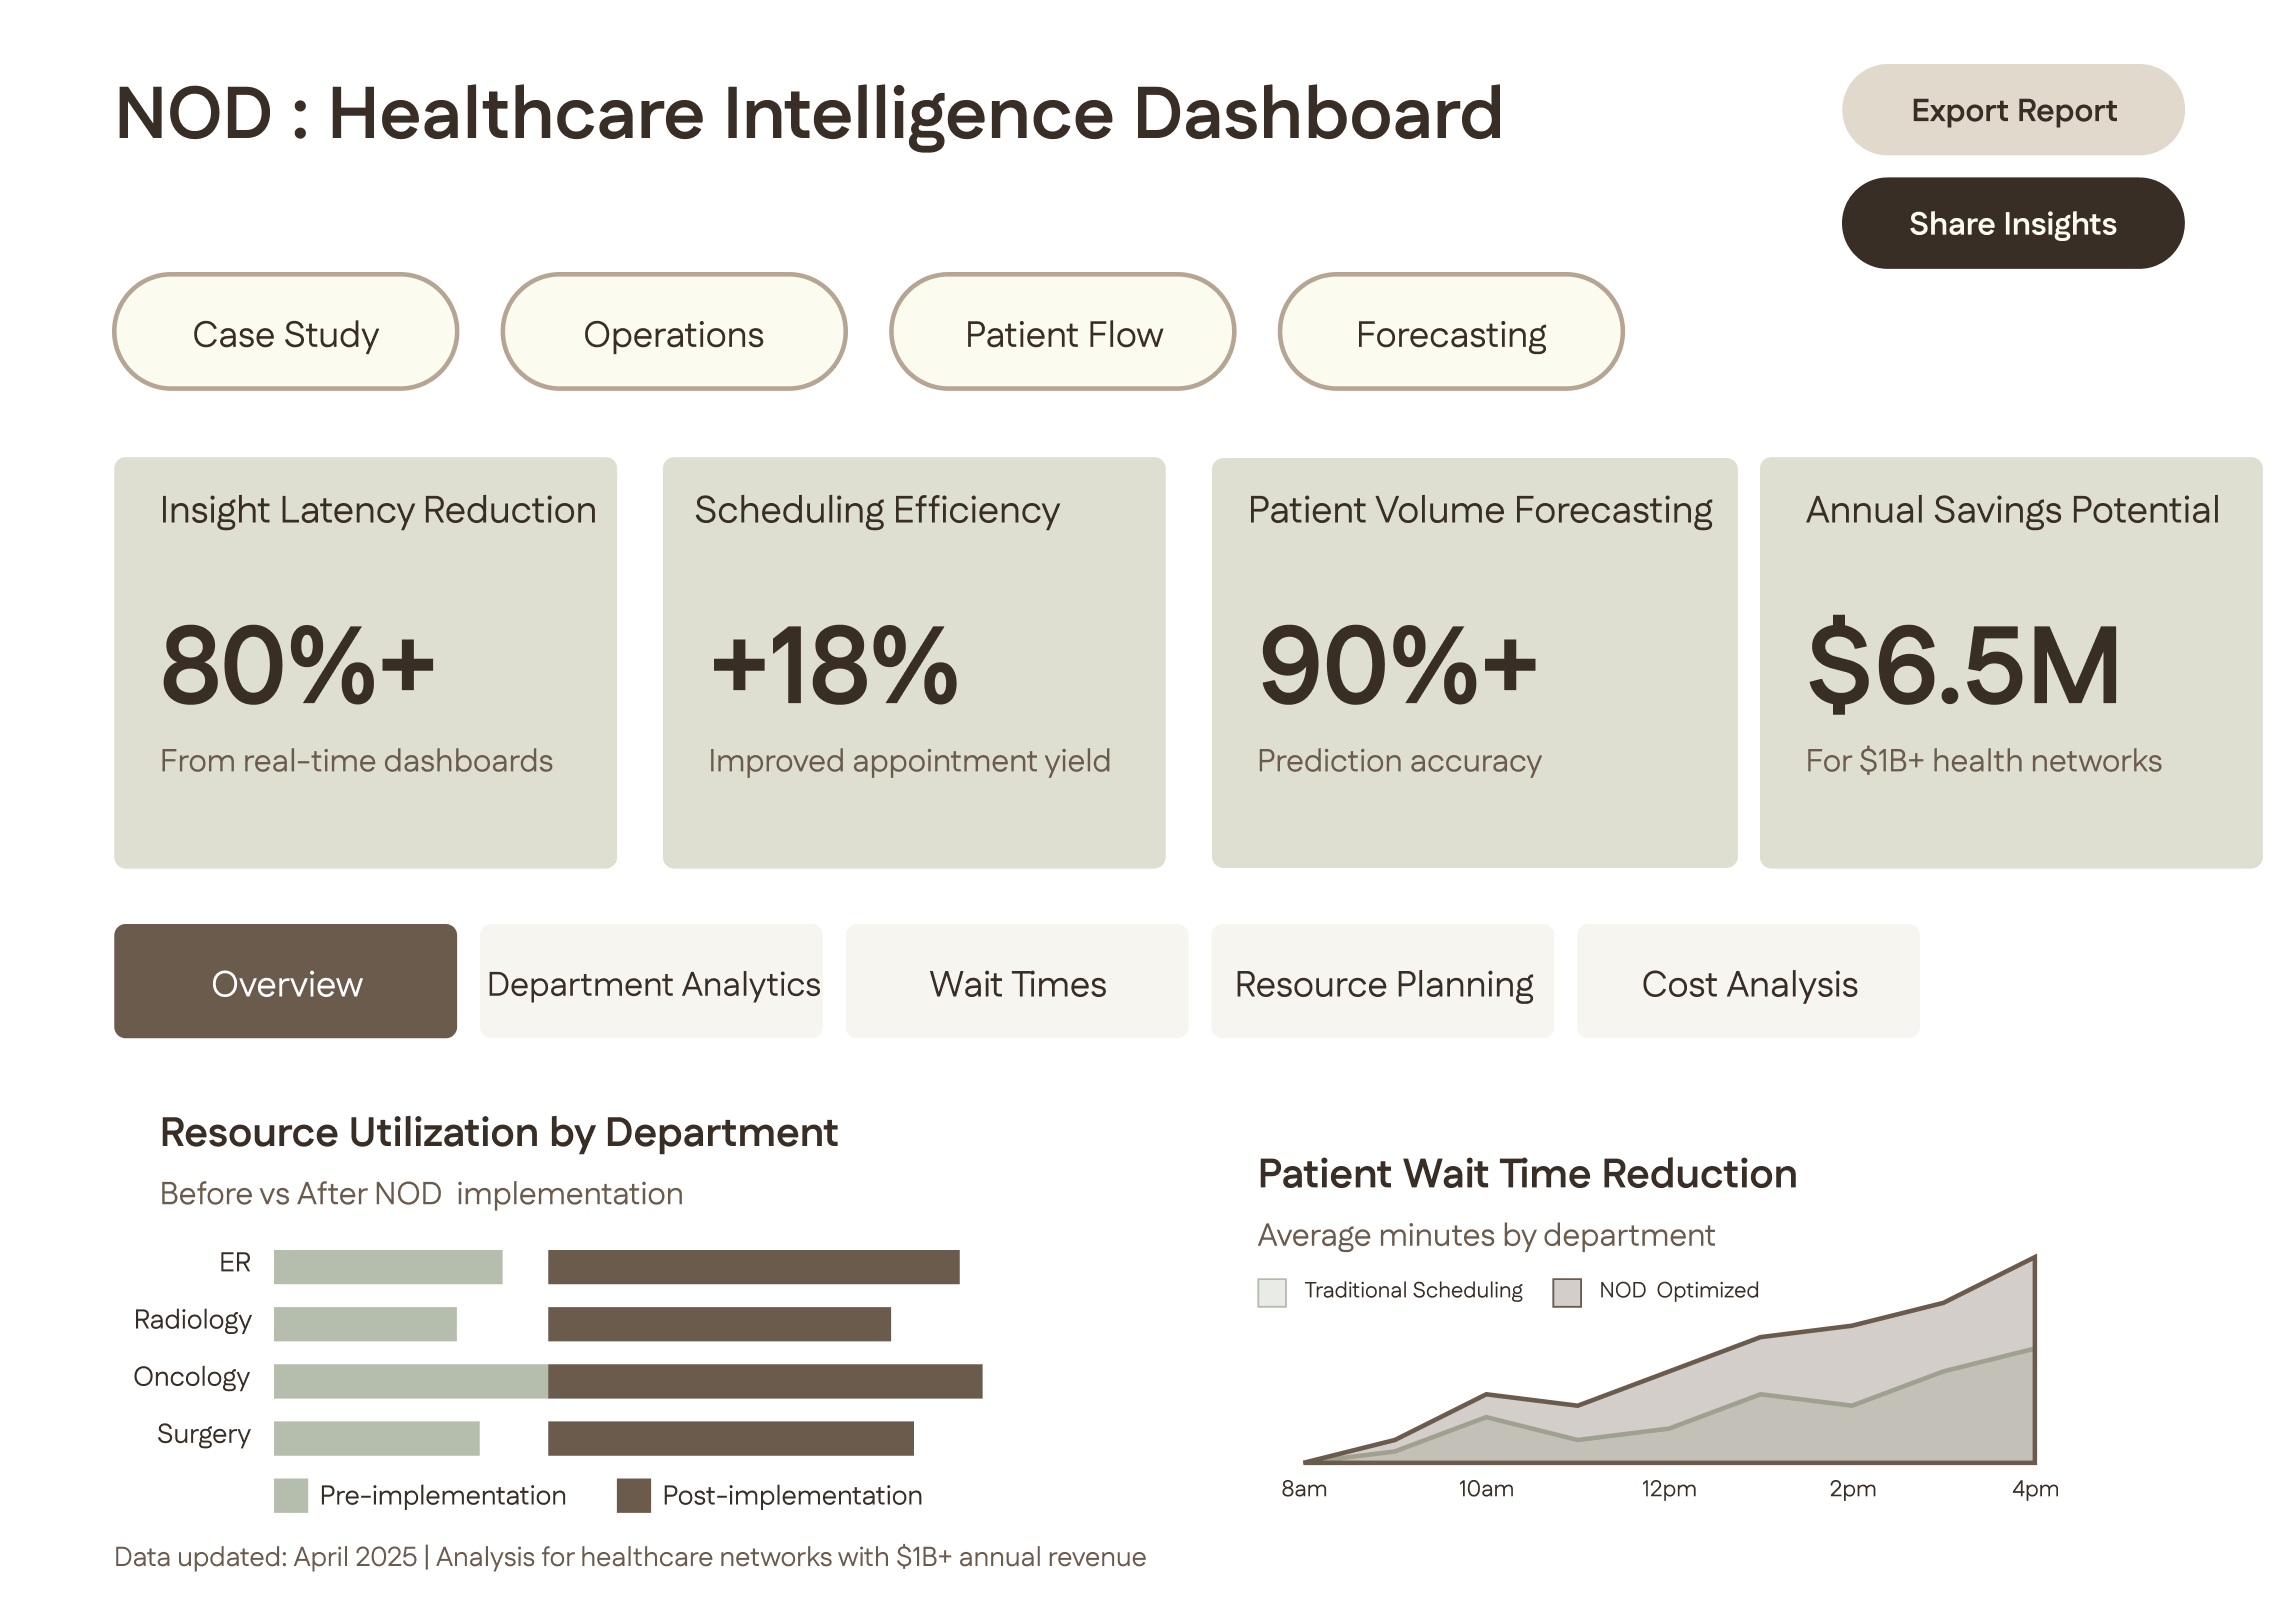 NOD : Healthcare Intelligence Dashboard
Export Report
Share Insights
Case Study
Operations
Patient Flow
Forecasting
Insight Latency Reduction
80%+
From real-time dashboards
Scheduling Efficiency
+18%
Improved appointment yield
Patient Volume Forecasting
90%+
Prediction accuracy
Annual Savings Potential
$6.5M
For $1B+ health networks
Overview
Department Analytics
Wait Times
Resource Planning
Cost Analysis
Resource Utilization by Department
Before vs After NOD implementation
ER
Radiology
Oncology
Surgery
Pre-implementation
Post-implementation
Patient Wait Time Reduction
Average minutes by department
Traditional Scheduling
NOD Optimized
8am
10am
12pm
2pm
4pm
Data updated: April 2025 | Analysis for healthcare networks with $1B+ annual revenue